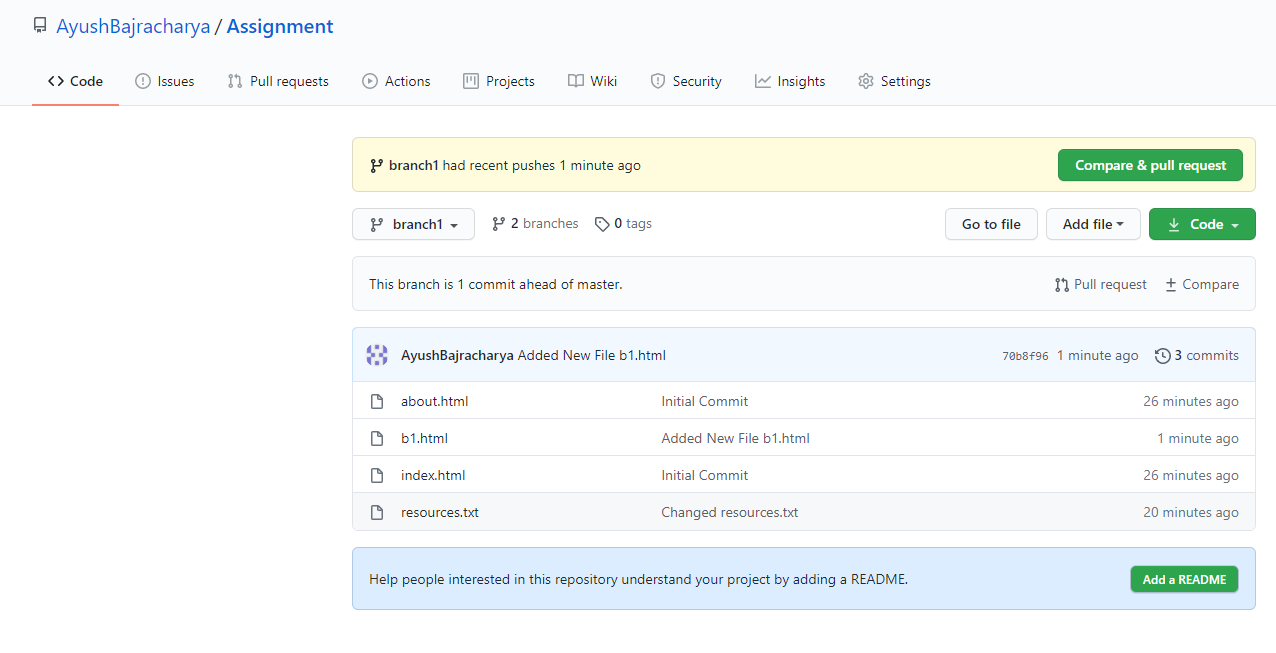 AyushBajracharya / Assignment
Code Issues Pull requests Actions Projects Wiki Security Insights Settings
branch1 had recent pushes 1 minute ago Compare & pull request
branch1 2 branches 0 tags Go to file Add file Code
This branch is 1 commit ahead of master. Pull request Compare
AyushBajracharya Added New File b1.html 70b8f96 1 minute ago 3 commits
about.html Initial Commit 26 minutes ago
b1.html Added New File b1.html 1 minute ago
index.html Initial Commit 26 minutes ago
resources.txt Changed resources.txt 20 minutes ago
Help people interested in this repository understand your project by adding a README. Add a README